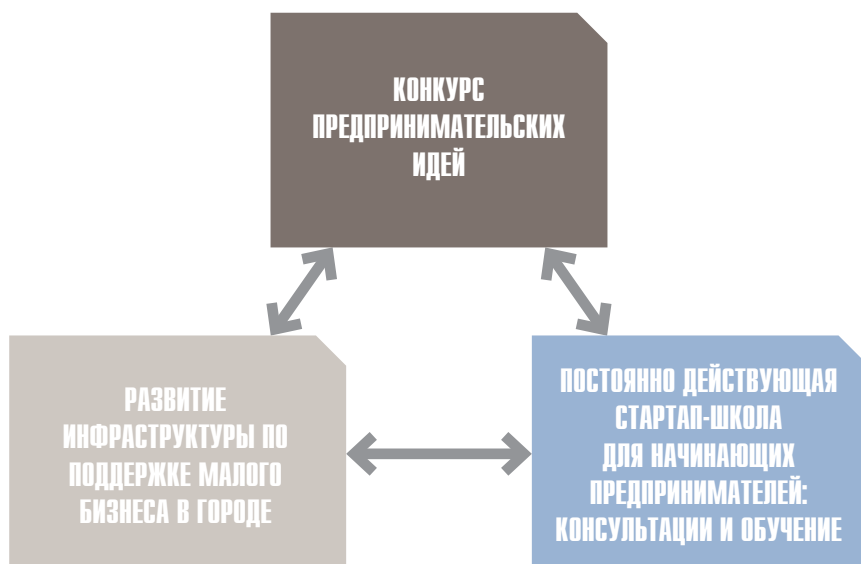 КОНКУРС
ПРЕДПРИНИМАТЕЛЬСКИХ
ИДЕЙ
РАЗВИТИЕ
ИНФРАСТРУКТУРЫ ПО
ПОДДЕРЖКЕ МАЛОГО
БИЗНЕСА В ГОРОДЕ
ПОСТОЯННО ДЕЙСТВУЮЩАЯ
СТАРТАП-ШКОЛА
ДЛЯ НАЧИНАЮЩИХ
ПРЕДПРИНИМАТЕЛЕЙ:
КОНСУЛЬТАЦИИ И ОБУЧЕНИЕ